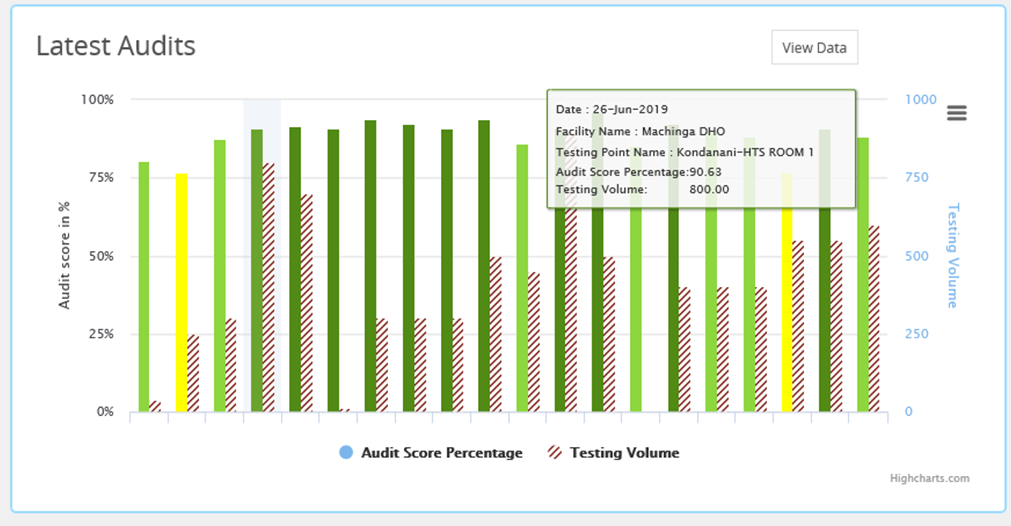 Latest Audits
View Data
100%
75%
50%
25%
0%
Audit score in %
1000
750
500
250
0
Testing Volume
Date : 26-Jun-2019
Facility Name : Machinga DHO
Testing Point Name : Kondanani-HTS ROOM 1
Audit Score Percentage:90.63
Testing Volume: 800.00
Audit Score Percentage
Testing Volume
Highcharts.com